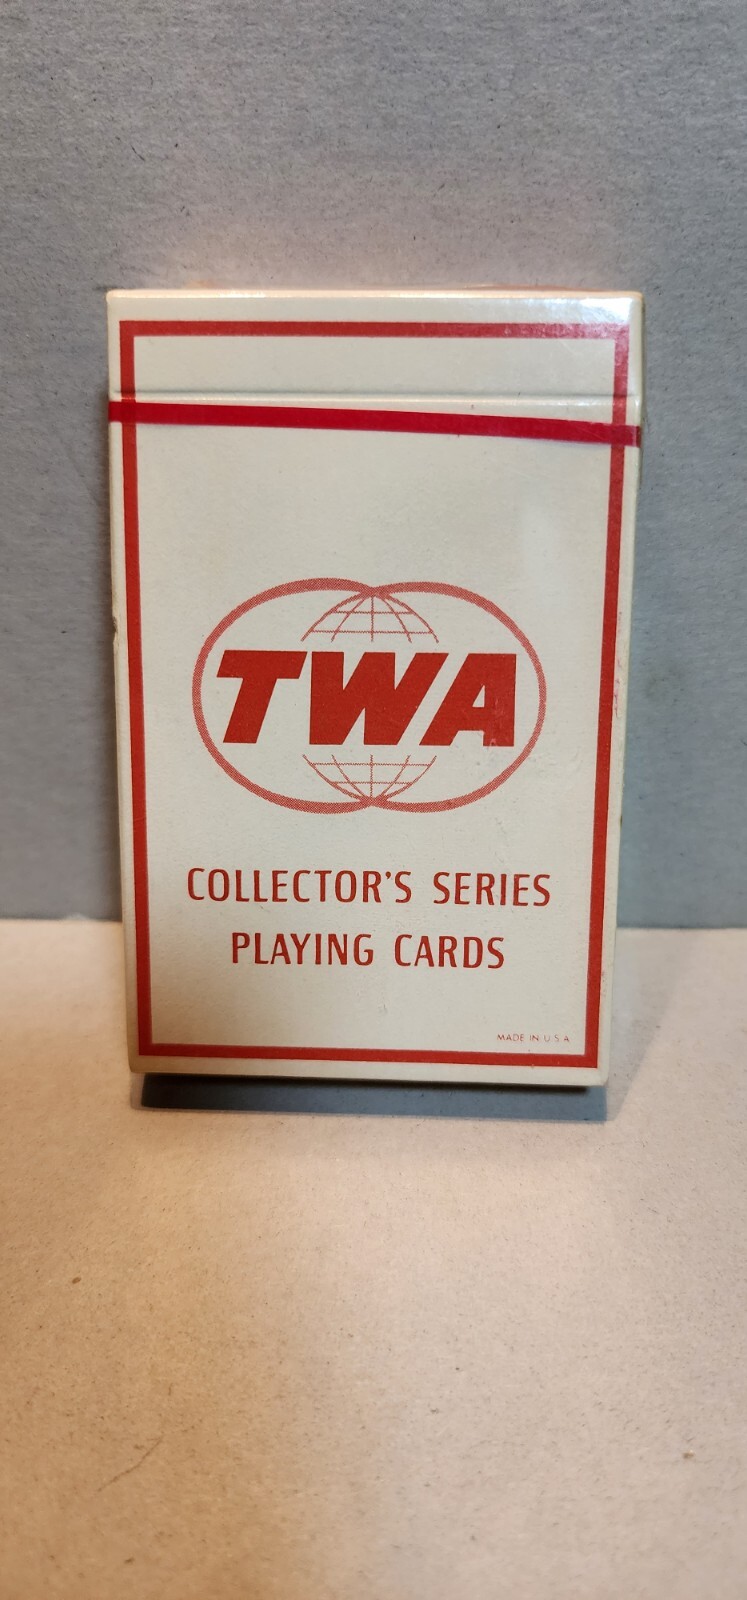 TWA
COLLECTOR'S SERIES
PLAYING CARDS
MADE IN U.S.A